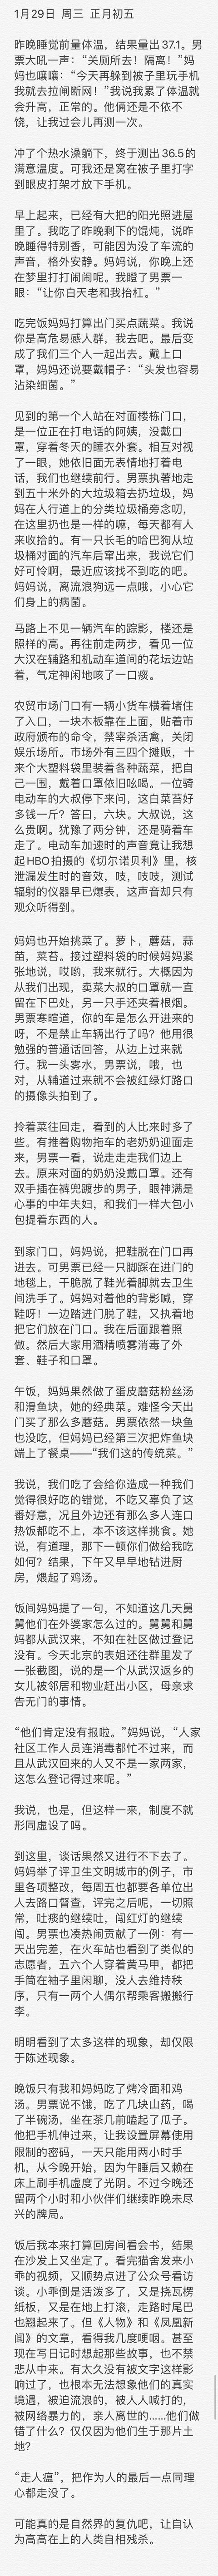 1月29日 周三 正月初五
昨晚睡觉前量体温，结果量出37.1。男
票大吼一声：“关厕所去！隔离！”妈
妈也嚷嚷：“今天再躲到被子里玩手机
我就去拉闸断网！”我说我累了体温就
会升高，正常的。他俩还是不依不
饶，让我过会儿再测一次。
冲了个热水澡躺下，终于测出36.5的
满意温度。可我还是窝在被子里打字
到眼皮打架才放下手机。
早上起来，已经有大把的阳光照进屋
里了。我吃了昨晚剩下的馄炖，说昨
晚睡得特别香，可能因为没了车流的
声音，格外安静。妈妈说，你晚上还
在梦里打打闹闹呢。我瞪了男票一
眼：“让你白天老和我抬杠。”
吃完饭妈妈打算出门买点蔬菜。我说
你是高危易感人群，我去吧。最后变
成了我们三个人一起出去。戴上口
罩，妈妈还说要戴帽子：“头发也容易
沾染细菌。”
见到的第一个人站在对面楼栋门口，
是一位正在打电话的阿姨，没戴口
罩，穿着冬天的睡衣外套。相互对视
了一眼，她依旧面无表情地打着电
话，我们也继续前行。男票执著地走
到五十米外的大垃圾箱去扔垃圾，妈
妈在人行道上的分类垃圾桶旁念叨，
在这里扔也是一样的嘛，每天都有人
来收拾的。有一只长毛的哈巴狗从垃
圾桶对面的汽车后窜出来，我说它们
好可怜啊，最近应该找不到吃的吧。
妈妈说，离流浪狗远一点哦，小心它
们身上的病菌。
马路上不见一辆汽车的踪影，楼还是
照样的高。再往前走两步，看见一位
大汉在辅路和机动车道间的花坛边站
着，气定神闲地咳了一口痰。
农贸市场门口有一辆小货车横着堵住
了入口，一块木板靠在上面，贴着市
政府颁布的命令，禁宰杀活禽，关闭
娱乐场所。市场外有三四个摊贩，十
来个大塑料袋里装着各种蔬菜，把自
己一围，戴着口罩依旧吆喝。一位骑
电动车的大叔停下来问，这白菜苔好
多钱一斤？答曰，六块。大叔说，这
么贵啊。犹豫了两分钟，还是骑着车
走了。电动车加速时的声音竟让我想
起HBO拍摄的《切尔诺贝利》里，核
泄漏发生时的音效，吱，吱吱，测试
辐射的仪器早已爆表，这声音却只有
观众听得到。
妈妈也开始挑菜了。萝卜，蘑菇，蒜
苗，菜苔。接过塑料袋的时候妈妈紧
张地说，哎哟，我来就行。大概因为
从我们出现，卖菜大叔的口罩就一直
留在下巴处，另一只手还夹着根烟。
男票寒暄道，你的车是怎么开进来的
呀，不是禁止车辆出行了吗？他用很
勉强的普通话回答，从边上过来就
行。我一头雾水，男票说，哦，也
对，从辅道过来就不会被红绿灯路口
的摄像头拍到了。
拎着菜往回走，看到的人比来时多了
些。有推着购物拖车的老奶奶迎面走
来，男票一看，说走走走我们边上
去。原来对面的奶奶没戴口罩。还有
双手插在裤兜踱步的男子，眼神满是
心事的中年夫妇，和我们一样大包小
包提着东西的人。
到家门口，妈妈说，把鞋脱在门口再
进去。可男票已经一只脚踩在进门的
地毯上，干脆脱了鞋光着脚就去卫生
间洗手了。妈妈对着他的背影喊，穿
鞋呀！一边踏进门脱了鞋，又执着地
把它们放在门口。我在后面跟着照
做。然后大家用酒精喷雾消毒了外
套、鞋子和口罩。
午饭，妈妈果然做了蛋皮蘑菇粉丝汤
和滑鱼块，她的经典菜。难怪今天出
门买了那么多蘑菇。男票依然一块鱼
也没吃，但妈妈已经第三次把炸鱼块
端上了餐桌——“我们这的传统菜。”
我说，我们吃了会给你造成一种我们
觉得很好吃的错觉，不吃又辜负了这
番好意，况且外边还有那么多人连口
热饭都吃不上，本不该这样挑食。她
说，有道理，那下一顿你们做给我吃
如何？结果，下午又早早地钻进厨
房，煨起了鸡汤。
饭间妈妈提了一句，不知道这几天舅
舅他们在外婆家怎么过的。舅舅和舅
妈都从武汉来，不知在社区做过登记
没有。今天北京的表姐还往群里发了
一张截图，说的是一个从武汉返乡的
女儿被邻居和物业赶出小区，母亲求
告无门的事情。
“他们肯定没有报啦。”妈妈说，“人家
社区工作人员连消毒都忙不过来，而
且从武汉回来的人又不是一家两家，
这怎么登记得过来呢。”
我说，也是，但这样一来，制度不就
形同虚设了吗。
到这里，谈话果然又进行不下去了。
妈妈举了评卫生文明城市的例子，市
里各项整改，每周五也都要各单位出
人去路口督查，评完之后呢，一切照
常，吐痰的继续吐，闯红灯的继续
闯。男票也凑热闹贡献了一例：有一
天出完差，在火车站也看到了类似的
志愿者，五六个人穿着黄马甲，都把
手筒在袖子里闲聊，没人去维持秩
序，只有一两个人偶尔帮乘客搬搬行
李。
明明看到了太多这样的现象，却仅限
于陈述现象。
晚饭只有我和妈妈吃了烤冷面和鸡
汤。男票说不饿，吃了几块山药，喝
了半碗汤，坐在茶几前嗑起了瓜子。
他把手机伸过来，让我设置屏幕使用
限制的密码，一天只能用两小时手
机，从今晚开始，因为午睡后又赖在
床上刷手机虚度了光阴。不过今晚还
留两个小时和小伙伴们继续昨晚未尽
兴的牌局。
饭后我本来打算回房间看会书，结果
在沙发上又坐定了。看完猫舍发来小
乖的视频，又顺势点进了公众号看访
谈。小乖倒是活泼多了，又是挠瓦楞
纸板，又是在地上打滚，走路时尾巴
也翘起来了。但《人物》和《凤凰新
闻》的文章，看得我几度哽咽。甚至
现在写日记时想起那些故事，也不禁
悲从中来。有太久没有被文字这样影
响过了，也根本无法想象他们的真实
境遇，被迫流浪的，被人人喊打的，
被网络暴力的，亲人离世的……他们做
错了什么？仅仅因为他们生于那片土
地？
“走人瘟”，把作为人的最后一点同理
心都走没了。
可能真的是自然界的复仇吧，让自认
为高高在上的人类自相残杀。